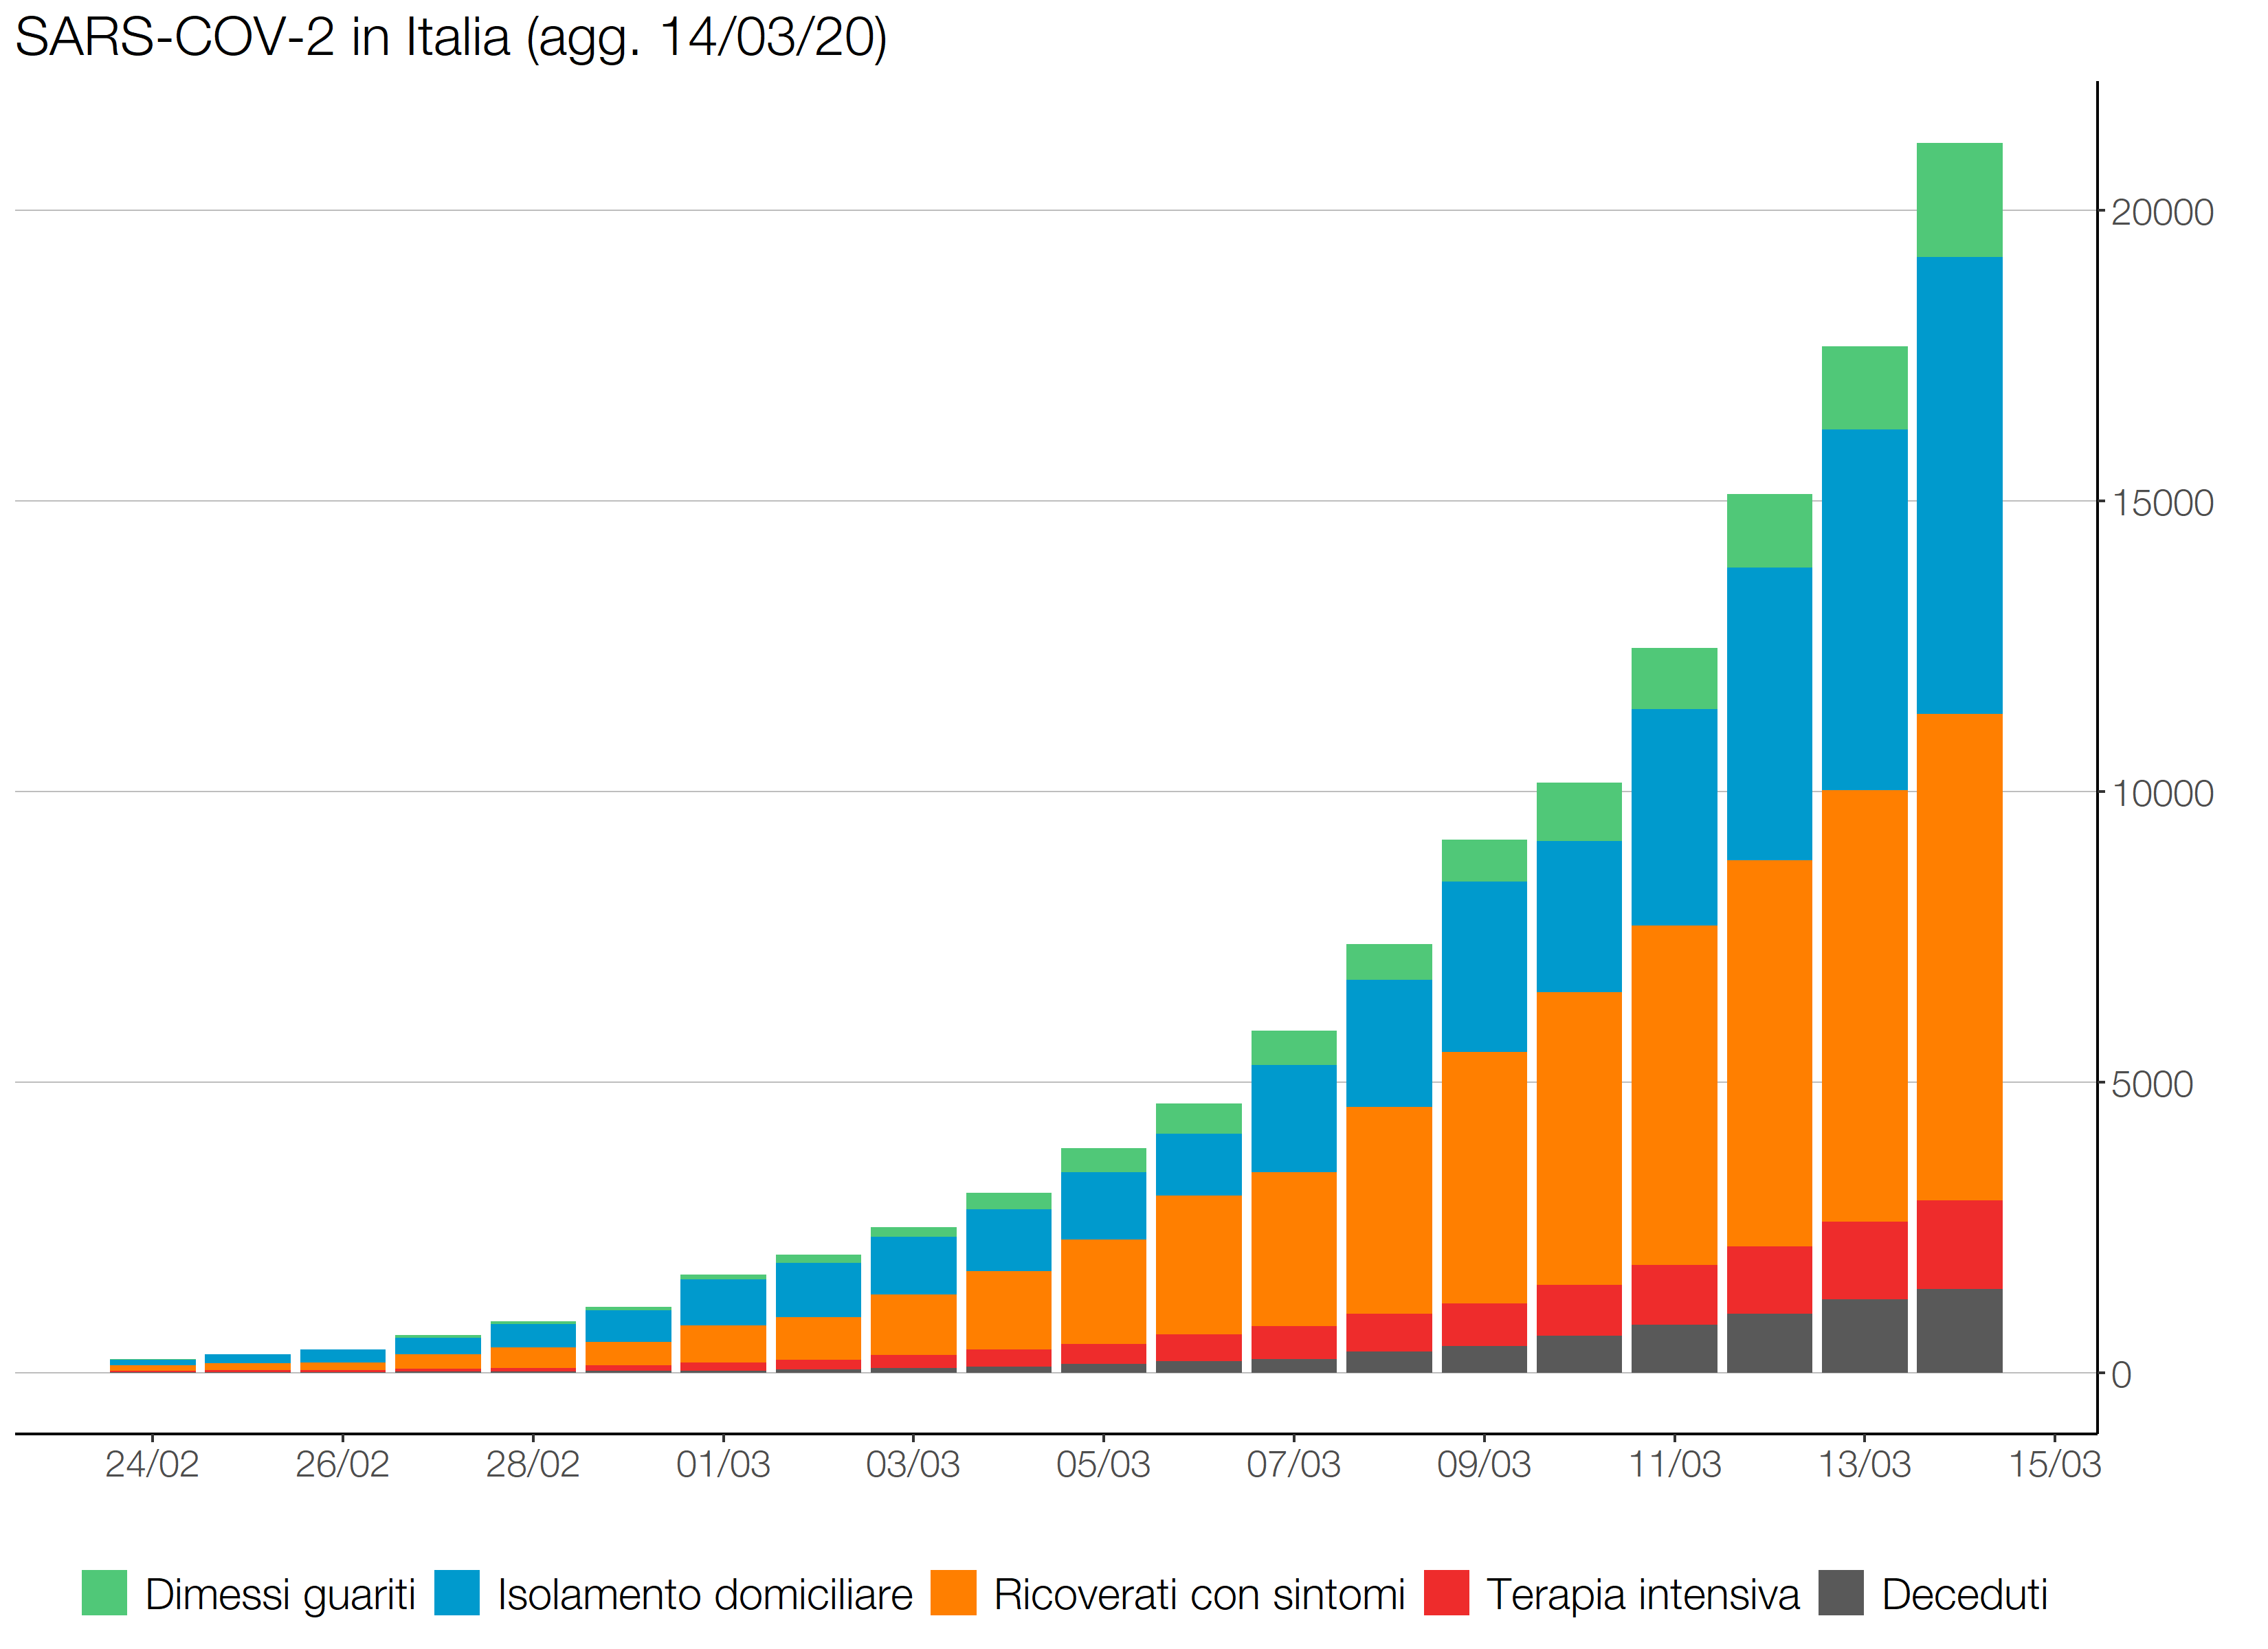 SARS-COV-2 in Italia (agg. 14/03/20)
20000
15000
10000
5000
0
24/02 26/02 28/02 01/03 03/03 05/03 07/03 09/03 11/03 13/03 15/03
Dimessi guariti Isolamento domiciliare Ricoverati con sintomi Terapia intensiva Deceduti